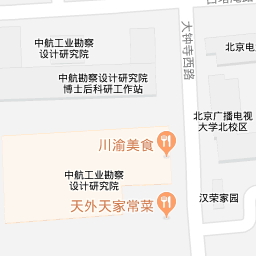 中航工业勘察
设计研究院
大钟寺西路
北京电
中航勘察设计研究院
博士后科研工作站
北京广播电视
大学北校区
川渝美食
中航工业勘察
设计研究院
汉荣家园
天外天家常菜